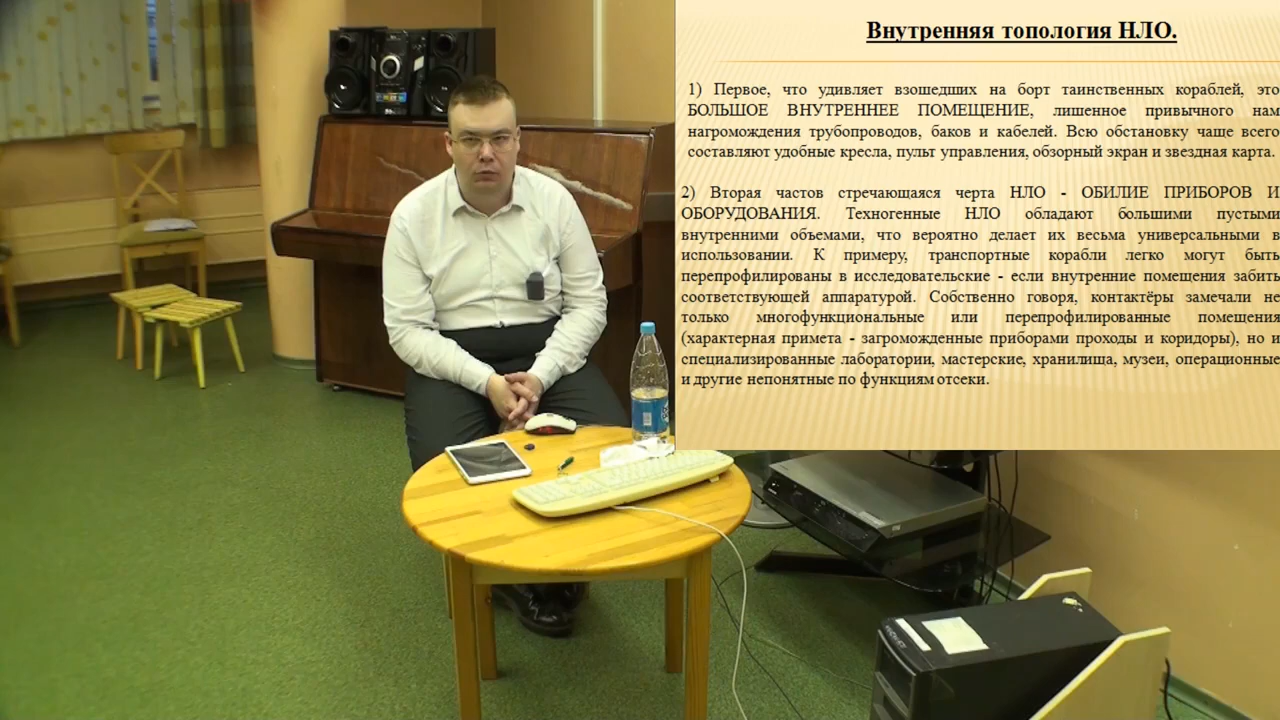 Внутренняя топология НЛО.
1) Первое, что удивляет взошедших на борт таинственных кораблей, это
БОЛЬШОЕ ВНУТРЕННЕЕ ПОМЕЩЕНИЕ, лишенное привычного нам
нагромождения трубопроводов, баков и кабелей. Всю обстановку чаще всего
составляют удобные кресла, пульт управления, обзорный экран и звездная карта.
2) Вторая частов стречающаяся черта НЛО - ОБИЛИЕ ПРИБОРОВ И
ОБОРУДОВАНИЯ. Техногенные НЛО обладают большими пустыми
внутренними объемами, что вероятно делает их весьма универсальными в
использовании. К примеру, транспортные корабли легко могут быть
перепрофилированы в исследовательские - если внутренние помещения забить
соответствующей аппаратурой. Собственно говоря, контактёры замечали не
только многофункциональные или перепрофилированные помещения
(характерная примета - загроможденные приборами проходы и коридоры), но и
специализированные лаборатории, мастерские, хранилища, музеи, операционные
и другие непонятные по функциям отсеки.